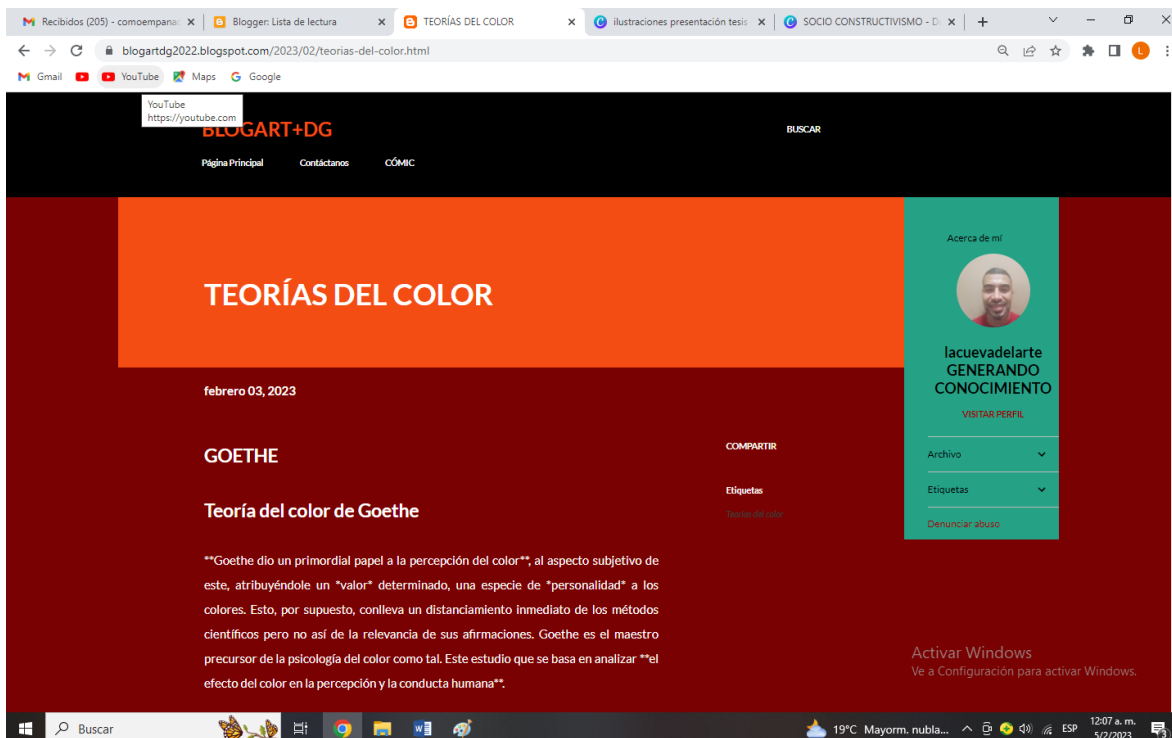 Recibidos (205) - comoempanac
Blogger: Lista de lectura
TEORÍAS DEL COLOR
ilustraciones presentación tesis
SOCIO CONSTRUCTIVISMO - D
blogartdg2022.blogspot.com/2023/02/teorias-del-color.html
L
Gmail
YouTube
Maps
Google
YouTube
https://youtube.com
BLOGART+DG
BUSCAR
Página Principal
Contáctanos
CÓMIC
TEORÍAS DEL COLOR
febrero 03, 2023
GOETHE
Teoría del color de Goethe
**Goethe dio un primordial papel a la percepción del color**, al aspecto subjetivo de
este, atribuyéndole un *valor* determinado, una especie de *personalidad* a los
colores. Esto, por supuesto, conlleva un distanciamiento inmediato de los métodos
científicos pero no así de la relevancia de sus afirmaciones. Goethe es el maestro
precursor de la psicología del color como tal. Este estudio que se basa en analizar **el
efecto del color en la percepción y la conducta humana**.
COMPARTIR
Etiquetas
Teorías del color
Acerca de mí
lacuevadelarte
GENERANDO
CONOCIMIENTO
VISITAR PERFIL
Archivo
Etiquetas
Denunciar abuso
Activar Windows
Ve a Configuración para activar Windows.
Buscar
19°C Mayorm. nubla...
ESP
12:07 a. m.
5/2/2023
3